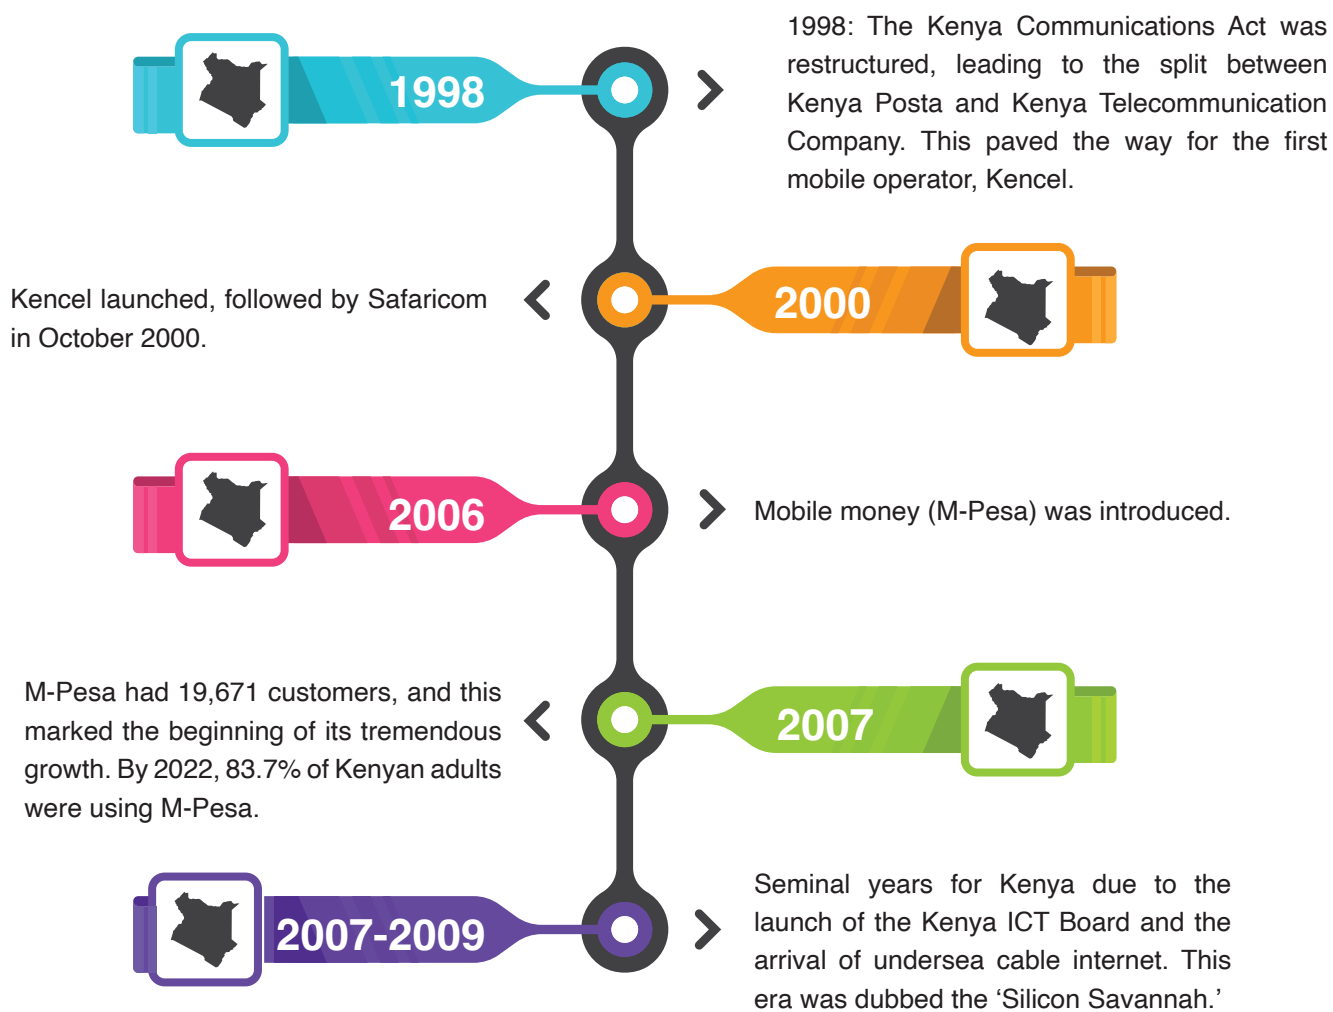 1998
1998: The Kenya Communications Act was
restructured, leading to the split between
Kenya Posta and Kenya Telecommunication
Company. This paved the way for the first
mobile operator, Kencel.
2000
Kencel launched, followed by Safaricom
in October 2000.
2006
Mobile money (M-Pesa) was introduced.
2007
M-Pesa had 19,671 customers, and this
marked the beginning of its tremendous
growth. By 2022, 83.7% of Kenyan adults
were using M-Pesa.
2007-2009
Seminal years for Kenya due to the
launch of the Kenya ICT Board and the
arrival of undersea cable internet. This
era was dubbed the ‘Silicon Savannah.’